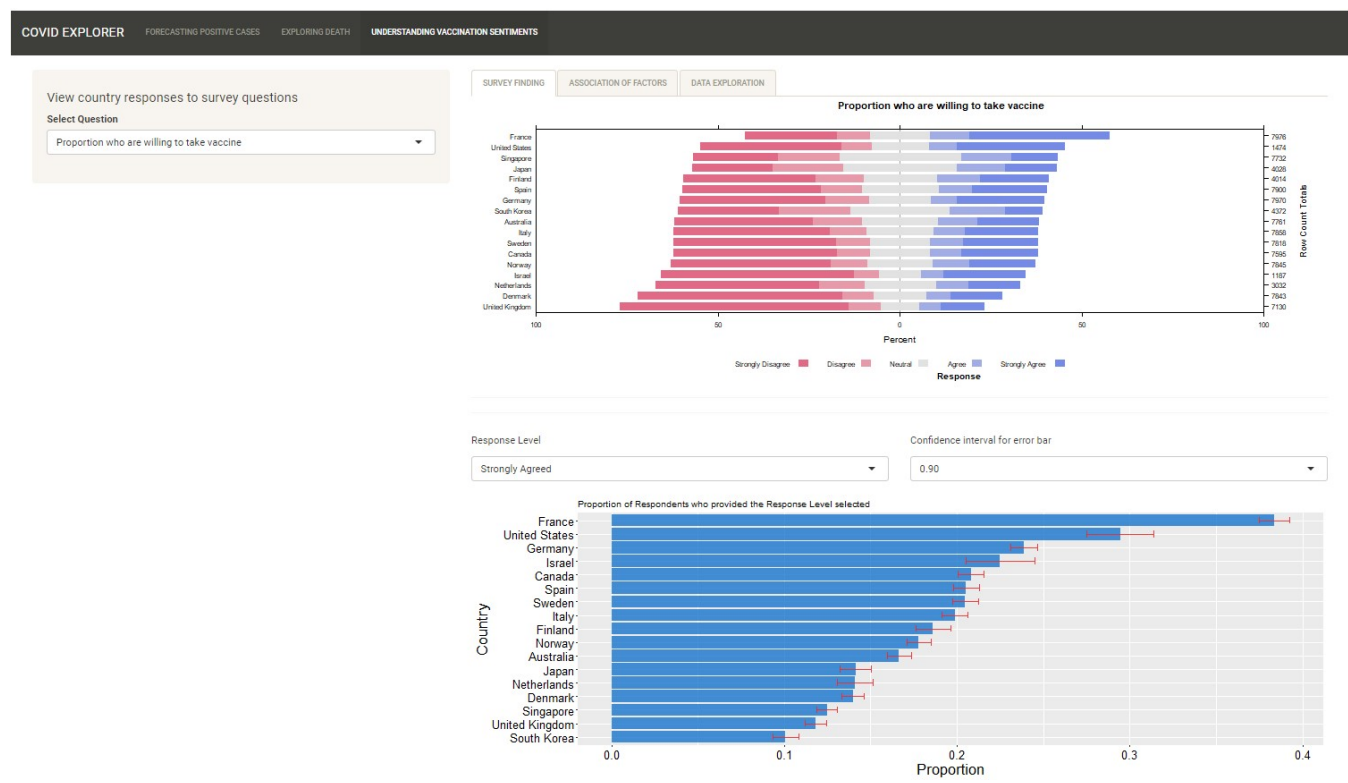 COVID EXPLORER FORECASTING POSITIVE CASES EXPLORING DEATH UNDERSTANDING VACCINATION SENTIMENTS
View country responses to survey questions
Select Question
Proportion who are willing to take vaccine
SURVEY FINDING ASSOCIATION OF FACTORS DATA EXPLORATION
Proportion who are willing to take vaccine
France 7976
United States 1474
Singapore 7732
Japan 4028
Finland 4014
Spain 7900
Germany 7970
South Korea 4372
Australia 7761
Italy 7856
Sweden 7816
Canada 7595
Norway 7845
Israel 1187
Netherlands 3032
Denmark 7843
United Kingdom 7130
Row Count Totals
100 50 0 50 100
Percent
Strongly Disagree Disagree Neutral Agree Strongly Agree
Response
Response Level
Strongly Agreed
Confidence interval for error bar
0.90
Proportion of Respondents who provided the Response Level selected
Country
France
United States
Germany
Israel
Canada
Spain
Sweden
Italy
Finland
Norway
Australia
Japan
Netherlands
Denmark
Singapore
United Kingdom
South Korea
0.0 0.1 0.2 0.3 0.4
Proportion